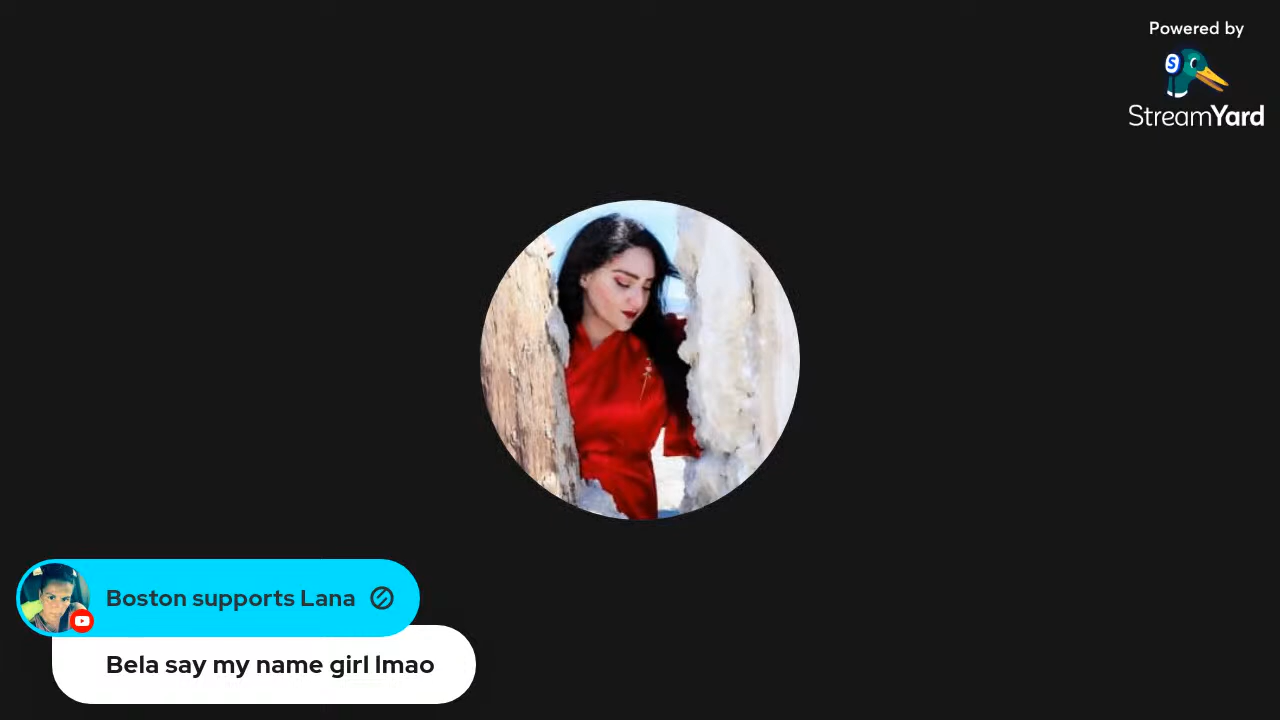 Powered by
S
StreamYard
Boston supports Lana
Bela say my name girl lmao